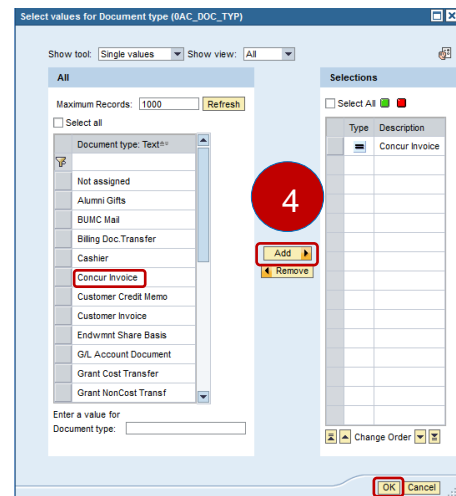 Select values for Document type (0AC_DOC_TYP)
Show tool: Single values Show view: All
All
Maximum Records: 1000 Refresh
Select all
Document type: Text
Not assigned
Alumni Gifts
BUMC Mail
Billing Doc.Transfer
Cashier
Concur Invoice
Customer Credit Memo
Customer Invoice
Endwmnt Share Basis
G/L Account Document
Grant Cost Transfer
Grant NonCost Transf
Enter a value for
Document type:
4
Add
Remove
Selections
Select All
Type Description
Concur Invoice
Change Order
OK Cancel